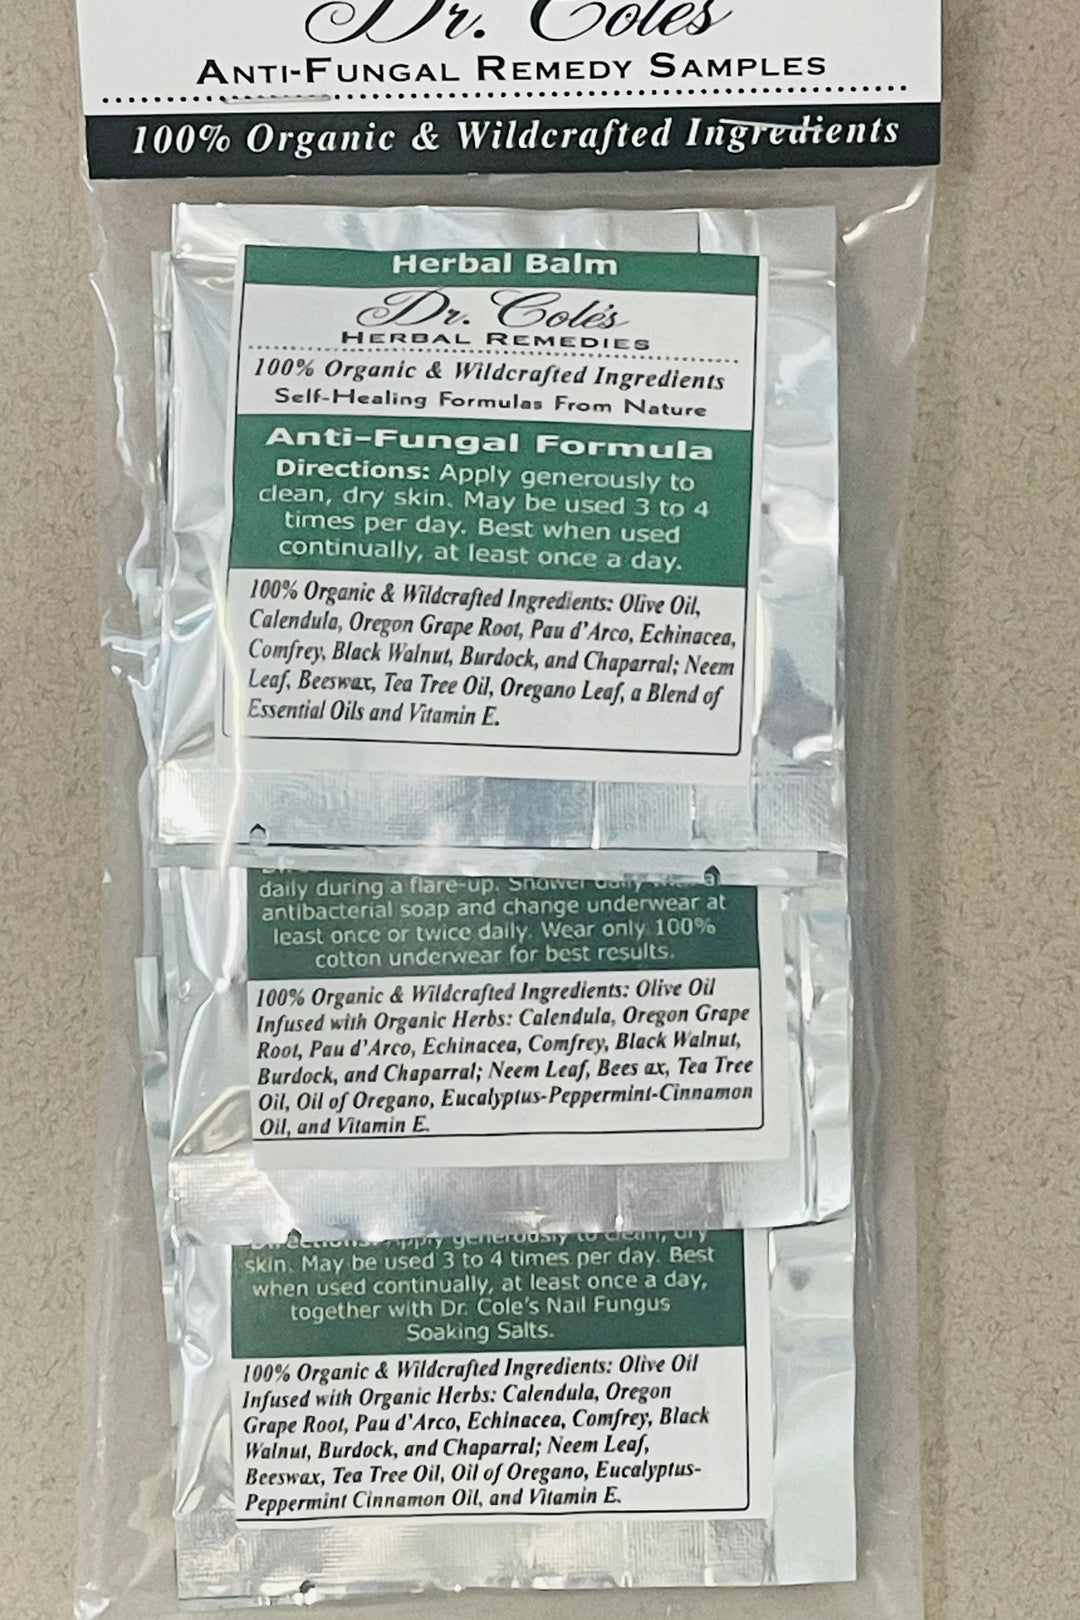 Dr. Cole's
ANTI-FUNGAL REMEDY SAMPLES
100% Organic & Wildcrafted Ingredients
Herbal Balm
Dr. Cole's
HERBAL REMEDIES
100% Organic & Wildcrafted Ingredients
Self-Healing Formulas From Nature
Anti-Fungal Formula
Directions: Apply generously to
clean, dry skin. May be used 3 to 4
times per day. Best when used
continually, at least once a day.
100% Organic & Wildcrafted Ingredients: Olive Oil,
Calendula, Oregon Grape Root, Pau d'Arco, Echinacea,
Comfrey, Black Walnut, Burdock, and Chaparral; Neem
Leaf, Beeswax, Tea Tree Oil, Oregano Leaf, a Blend of
Essential Oils and Vitamin E.
daily during a flare-up. Shower daily
antibacterial soap and change underwear at
least once or twice daily. Wear only 100%
cotton underwear for best results.
100% Organic & Wildcrafted Ingredients: Olive Oil
Infused with Organic Herbs: Calendula, Oregon Grape
Root, Pau d'Arco, Echinacea, Comfrey, Black Walnut,
Burdock, and Chaparral; Neem Leaf, Bees ax, Tea Tree
Oil, Oil of Oregano, Eucalyptus-Peppermint-Cinnamon
Oil, and Vitamin E.
Directions: Apply generously to clean, dry
skin. May be used 3 to 4 times per day. Best
when used continually, at least once a day,
together with Dr. Cole's Nail Fungus
Soaking Salts.
100% Organic & Wildcrafted Ingredients: Olive Oil
Infused with Organic Herbs: Calendula, Oregon
Grape Root, Pau d'Arco, Echinacea, Comfrey, Black
Walnut, Burdock, and Chaparral; Neem Leaf,
Beeswax, Tea Tree Oil, Oil of Oregano, Eucalyptus-
Peppermint Cinnamon Oil, and Vitamin E.